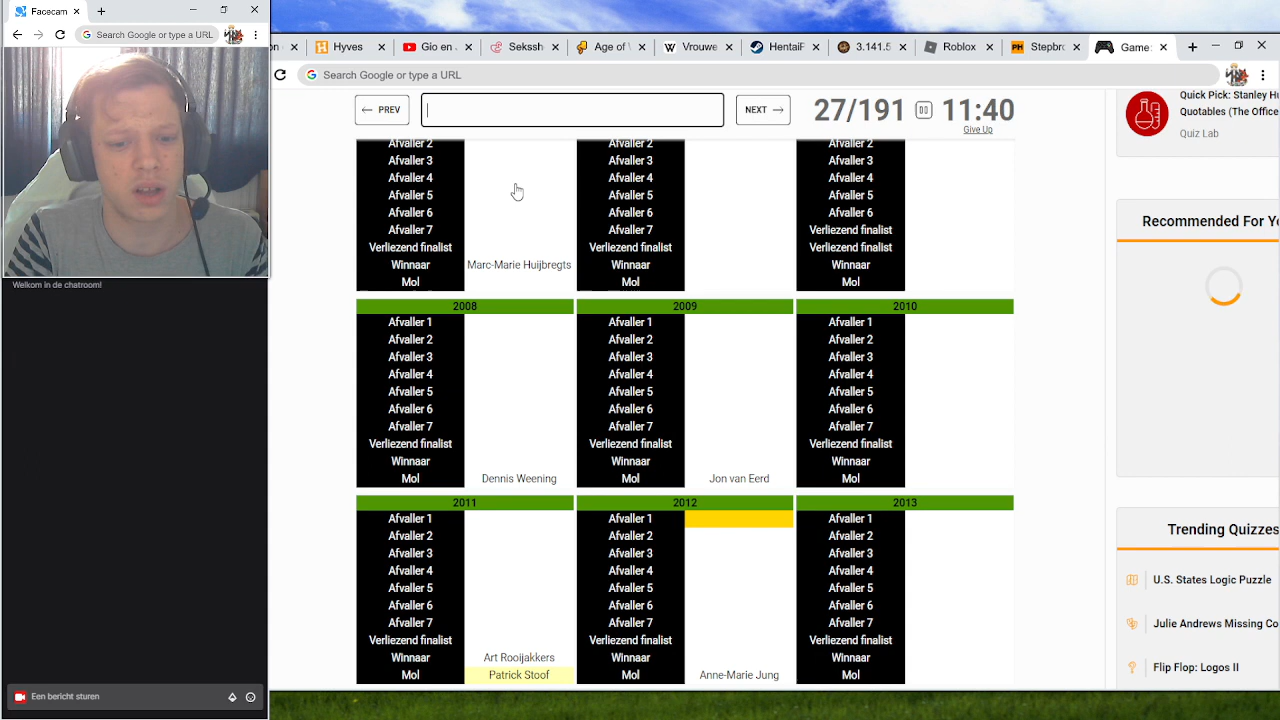 Facecam
Search Google or type a URL
Hyves
Gio en
Sekssh
Age of
Vrouwe
HentaiP
3.141.5
Roblox
Stepbr
Game:
Search Google or type a URL
PREV
NEXT
27/191
11:40
Give Up
Quick Pick: Stanley Hu
Quotables (The Office
Quiz Lab
Afvaller 2
Afvaller 3
Afvaller 4
Afvaller 5
Afvaller 6
Afvaller 7
Verliezend finalist
Winnaar
Marc-Marie Huijbregts
Mol
Afvaller 2
Afvaller 3
Afvaller 4
Afvaller 5
Afvaller 6
Afvaller 7
Verliezend finalist
Winnaar
Mol
Afvaller 2
Afvaller 3
Afvaller 4
Afvaller 5
Afvaller 6
Verliezend finalist
Verliezend finalist
Winnaar
Mol
2008
Afvaller 1
Afvaller 2
Afvaller 3
Afvaller 4
Afvaller 5
Afvaller 6
Afvaller 7
Verliezend finalist
Winnaar
Mol
Dennis Weening
2009
Afvaller 1
Afvaller 2
Afvaller 3
Afvaller 4
Afvaller 5
Afvaller 6
Afvaller 7
Verliezend finalist
Winnaar
Mol
Jon van Eerd
2010
Afvaller 1
Afvaller 2
Afvaller 3
Afvaller 4
Afvaller 5
Afvaller 6
Afvaller 7
Verliezend finalist
Winnaar
Mol
2011
Afvaller 1
Afvaller 2
Afvaller 3
Afvaller 4
Afvaller 5
Afvaller 6
Afvaller 7
Verliezend finalist
Winnaar
Art Rooijakkers
Mol
Patrick Stoof
2012
Afvaller 1
Afvaller 2
Afvaller 3
Afvaller 4
Afvaller 5
Afvaller 6
Afvaller 7
Verliezend finalist
Winnaar
Mol
Anne-Marie Jung
2013
Afvaller 1
Afvaller 2
Afvaller 3
Afvaller 4
Afvaller 5
Afvaller 6
Afvaller 7
Verliezend finalist
Winnaar
Mol
Recommended For Yo
Trending Quizzes
U.S. States Logic Puzzle
Julie Andrews Missing Co
Flip Flop: Logos II
Welkom in de chatroom!
Een bericht sturen